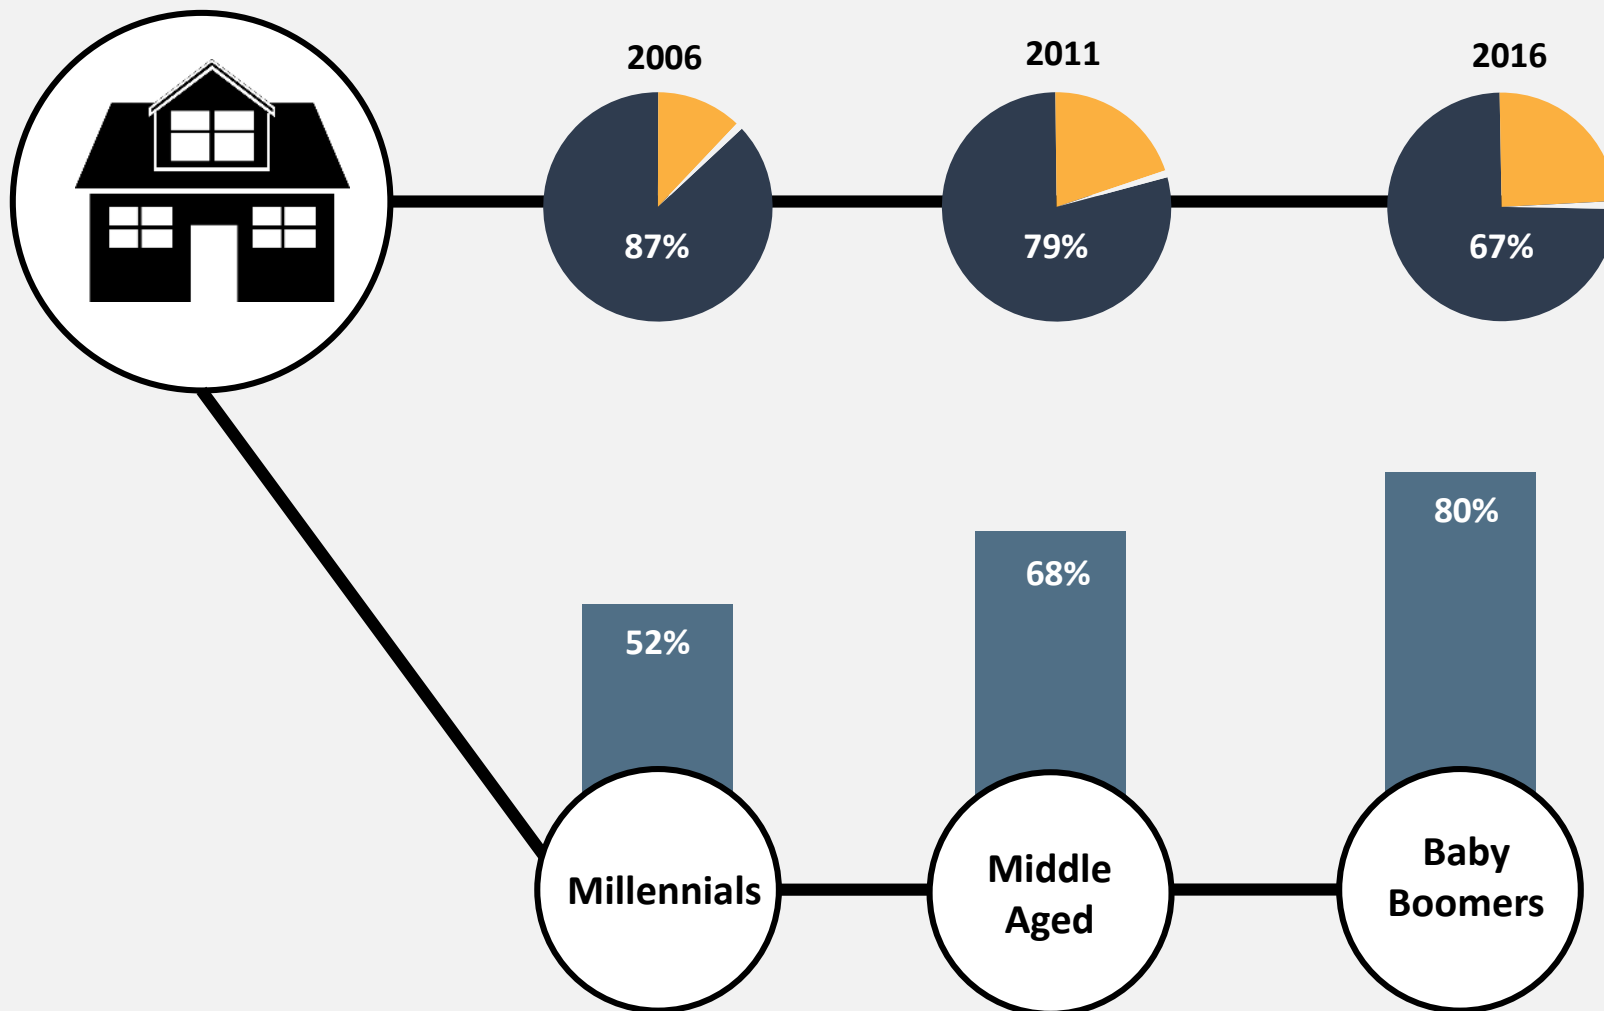 2006
2011
2016
87%
79%
67%
52%
68%
80%
Millennials
Middle
Aged
Baby
Boomers